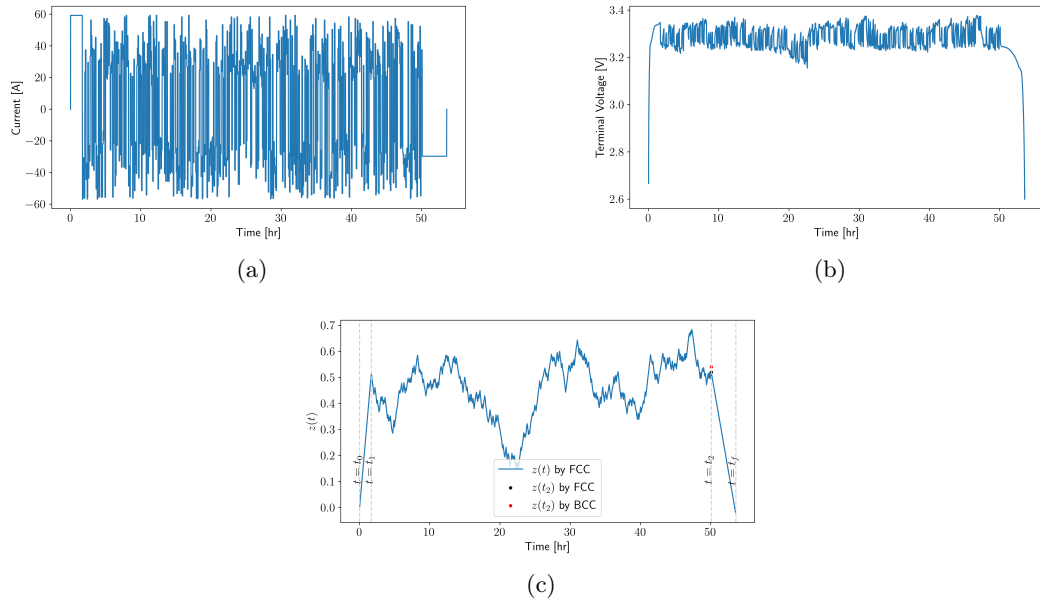 60
40
20
0
−20
−40
−60
Current [A]
0
10
20
30
40
50
Time [hr]
(a)
3.4
3.2
3.0
2.8
2.6
Terminal Voltage [V]
0
10
20
30
40
50
Time [hr]
(b)
0.7
0.6
0.5
0.4
0.3
0.2
0.1
0.0
z(t)
t = t₀
t = t₁
t = t₂
t = t_f
z(t) by FCC
z(t₂) by FCC
z(t₂) by BCC
0
10
20
30
40
50
Time [hr]
(c)